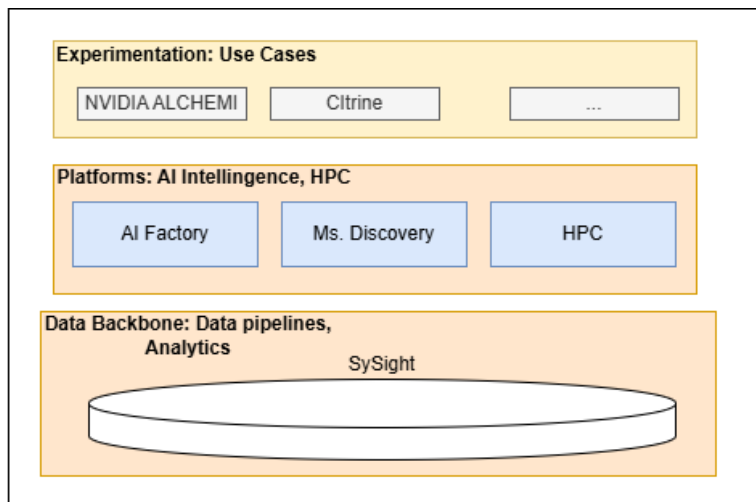 Experimentation: Use Cases
NVIDIA ALCHEMI
CItrine
...
Platforms: AI Intellingence, HPC
AI Factory
Ms. Discovery
HPC
Data Backbone: Data pipelines,
Analytics
SySight